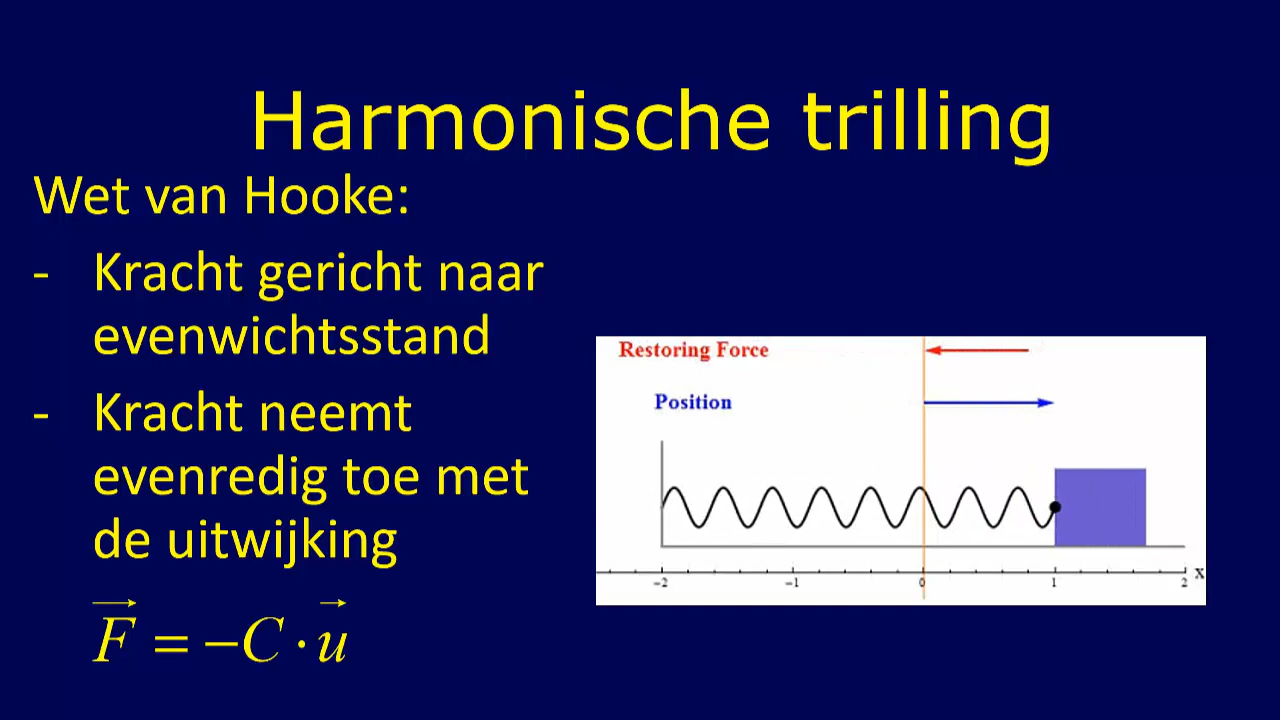 Harmonische trilling
Wet van Hooke:
- Kracht gericht naar
evenwichtsstand
- Kracht neemt
evenredig toe met
de uitwijking
F⃗ = −C · u⃗
Restoring Force
Position
−2 −1 0 1 2 x